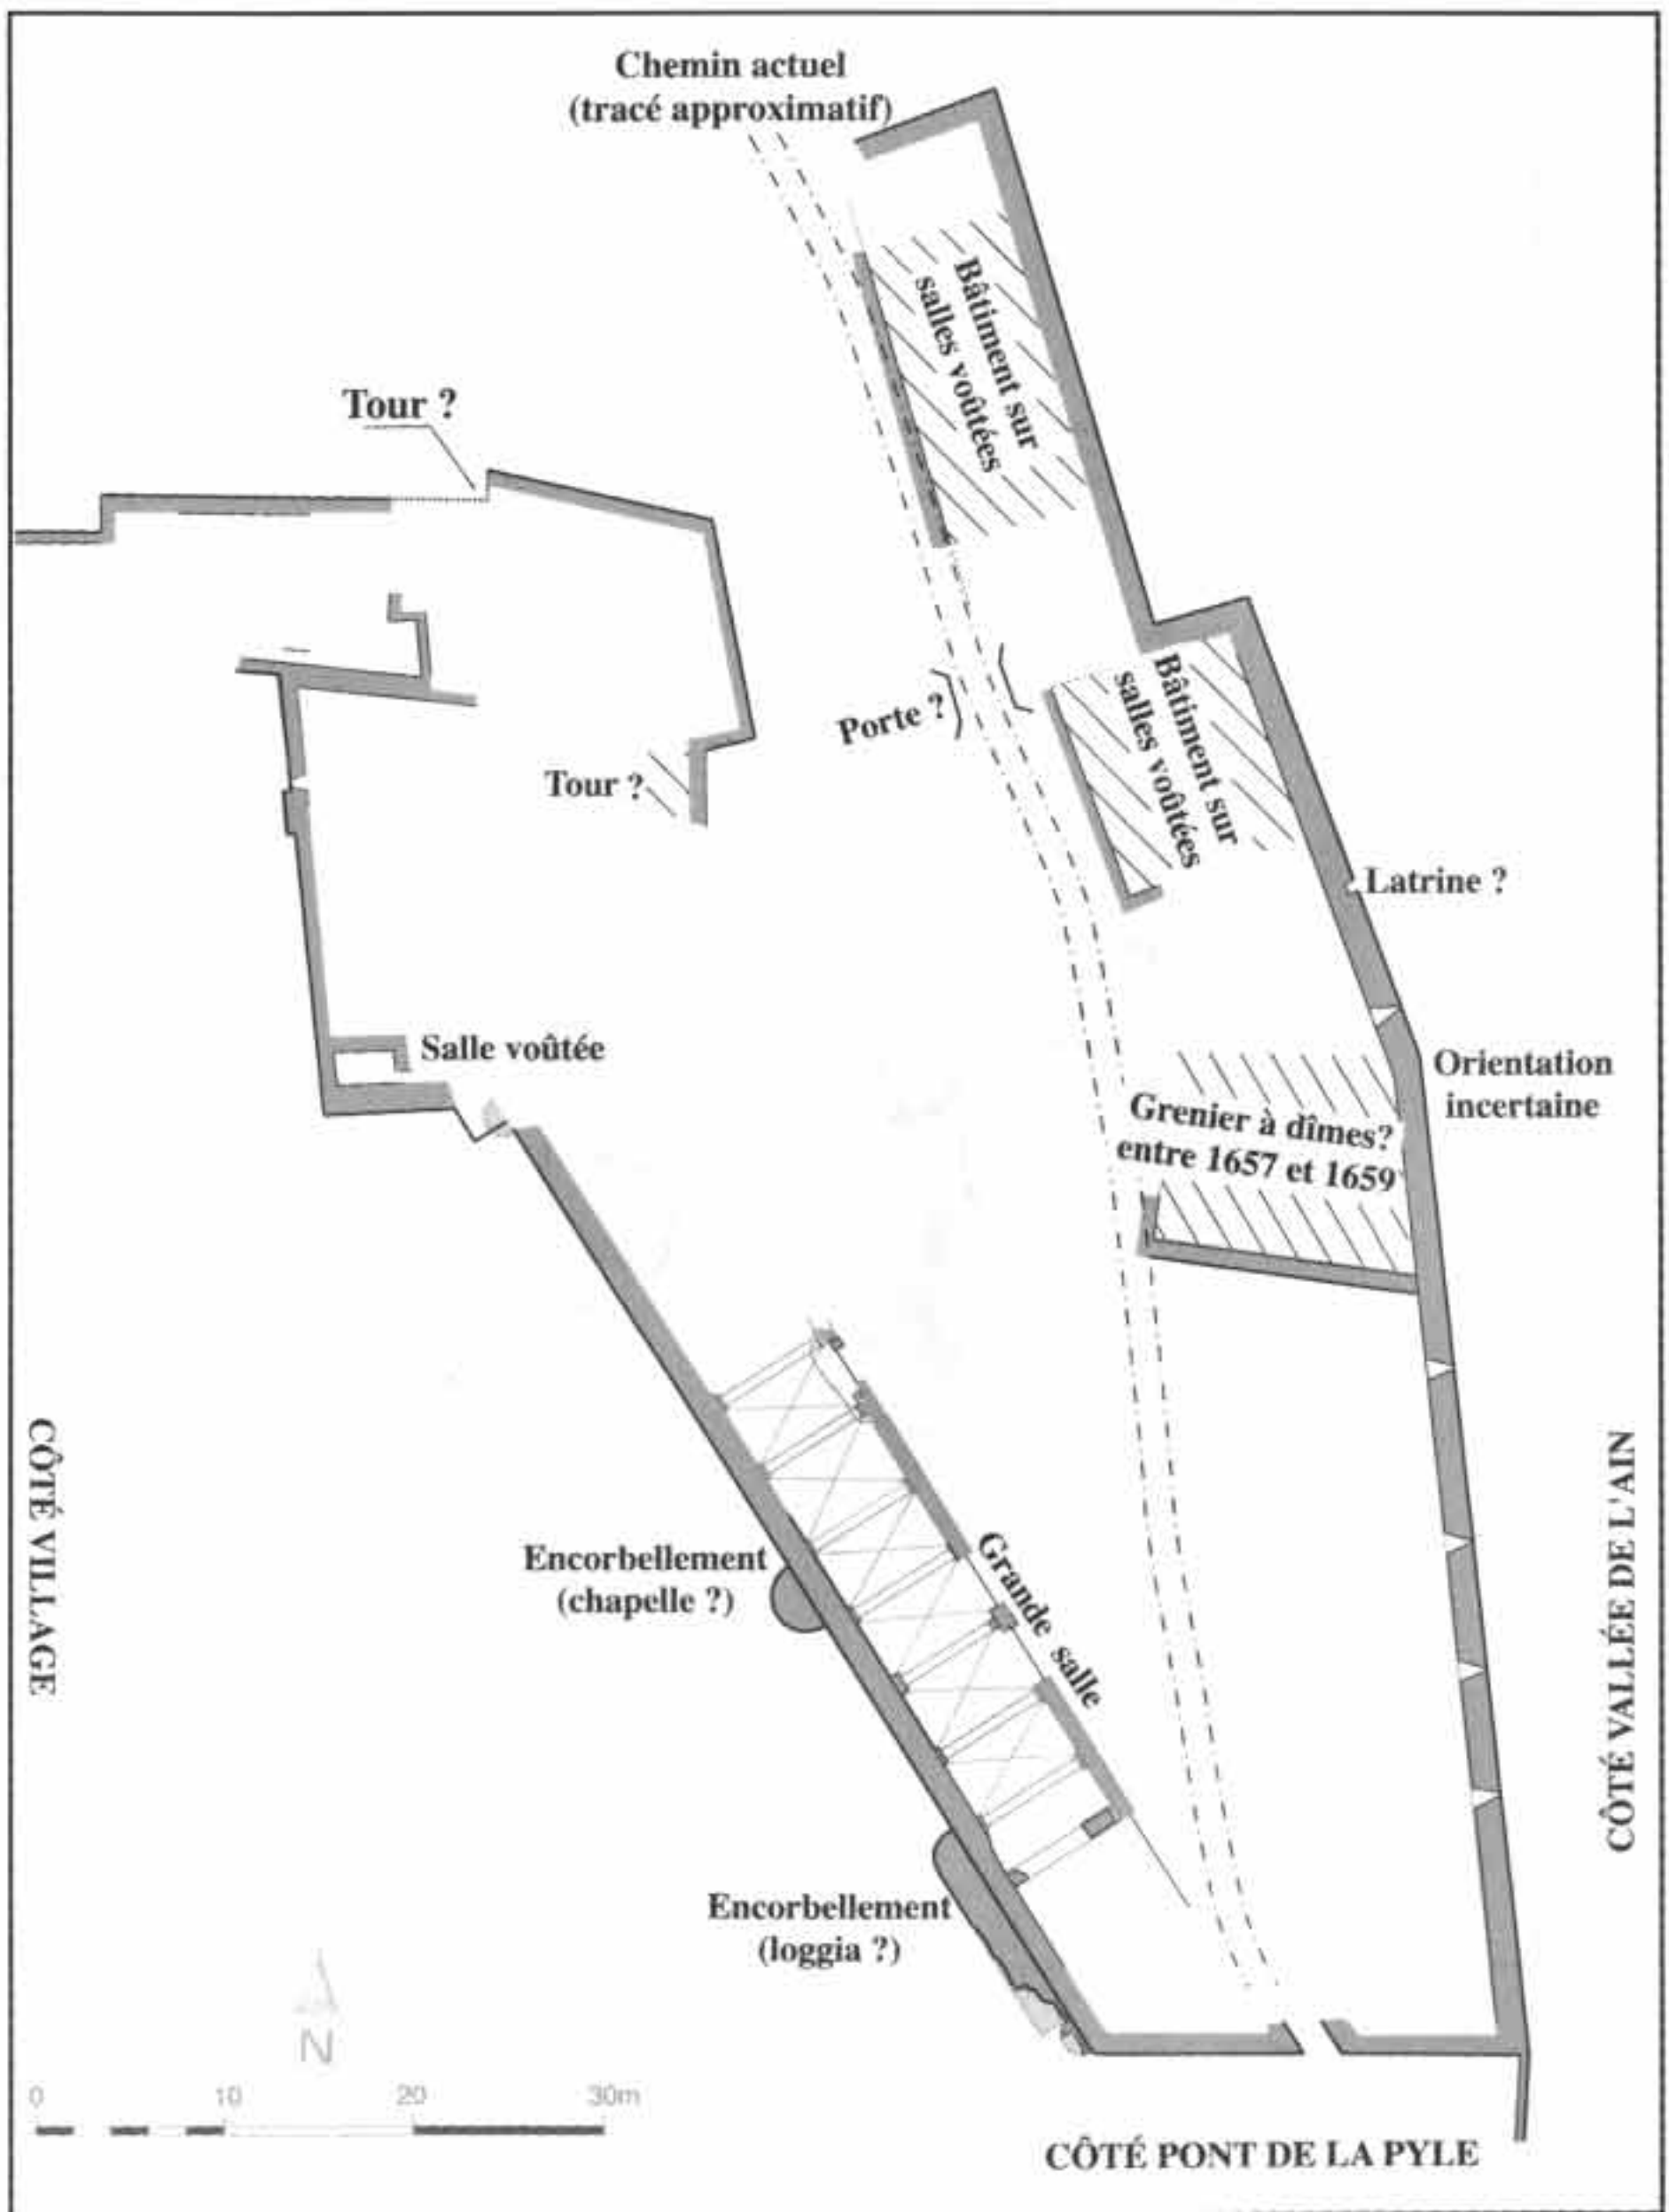 Chemin actuel
(tracé approximatif)
Bâtiment sur
salles voûtées
Tour ?
Porte ?
Bâtiment sur
salles voûtées
Tour ?
Latrine ?
Salle voûtée
Orientation
incertaine
Grenier à dîmes?
entre 1657 et 1659
CÔTÉ VILLAGE
Grande salle
CÔTÉ VALLÉE DE L'AIN
Encorbellement
(chapelle ?)
Encorbellement
(loggia ?)
N
0 10 20 30m
CÔTÉ PONT DE LA PYLE